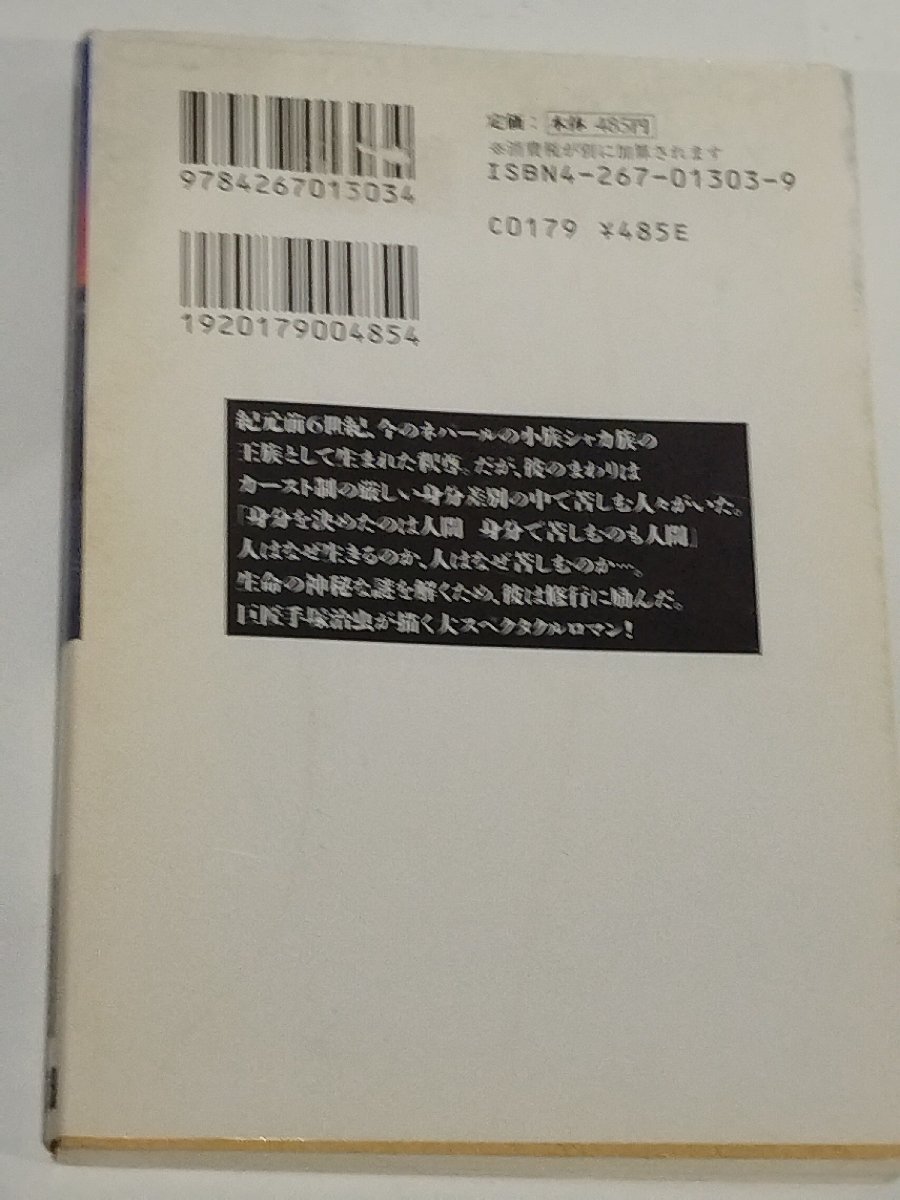 9784267013034
定価：本体 485円
※消費税が別に加算されます
ISBN4-267-01303-9
C0179 ¥485E
1920179004854
紀元前6世紀、今のネパールの小族シャカ族の
王族として生まれた釈尊。だが、彼のまわりは
カースト制の厳しい身分差別の中で苦しむ人々がいた。
『身分を決めたのは人間　身分で苦しむのも人間』
人はなぜ生きるのか、人はなぜ苦しむのか…。
生命の神秘な謎を解くため、彼は修行に励んだ。
巨匠手塚治虫が描く大スペクタクルロマン！